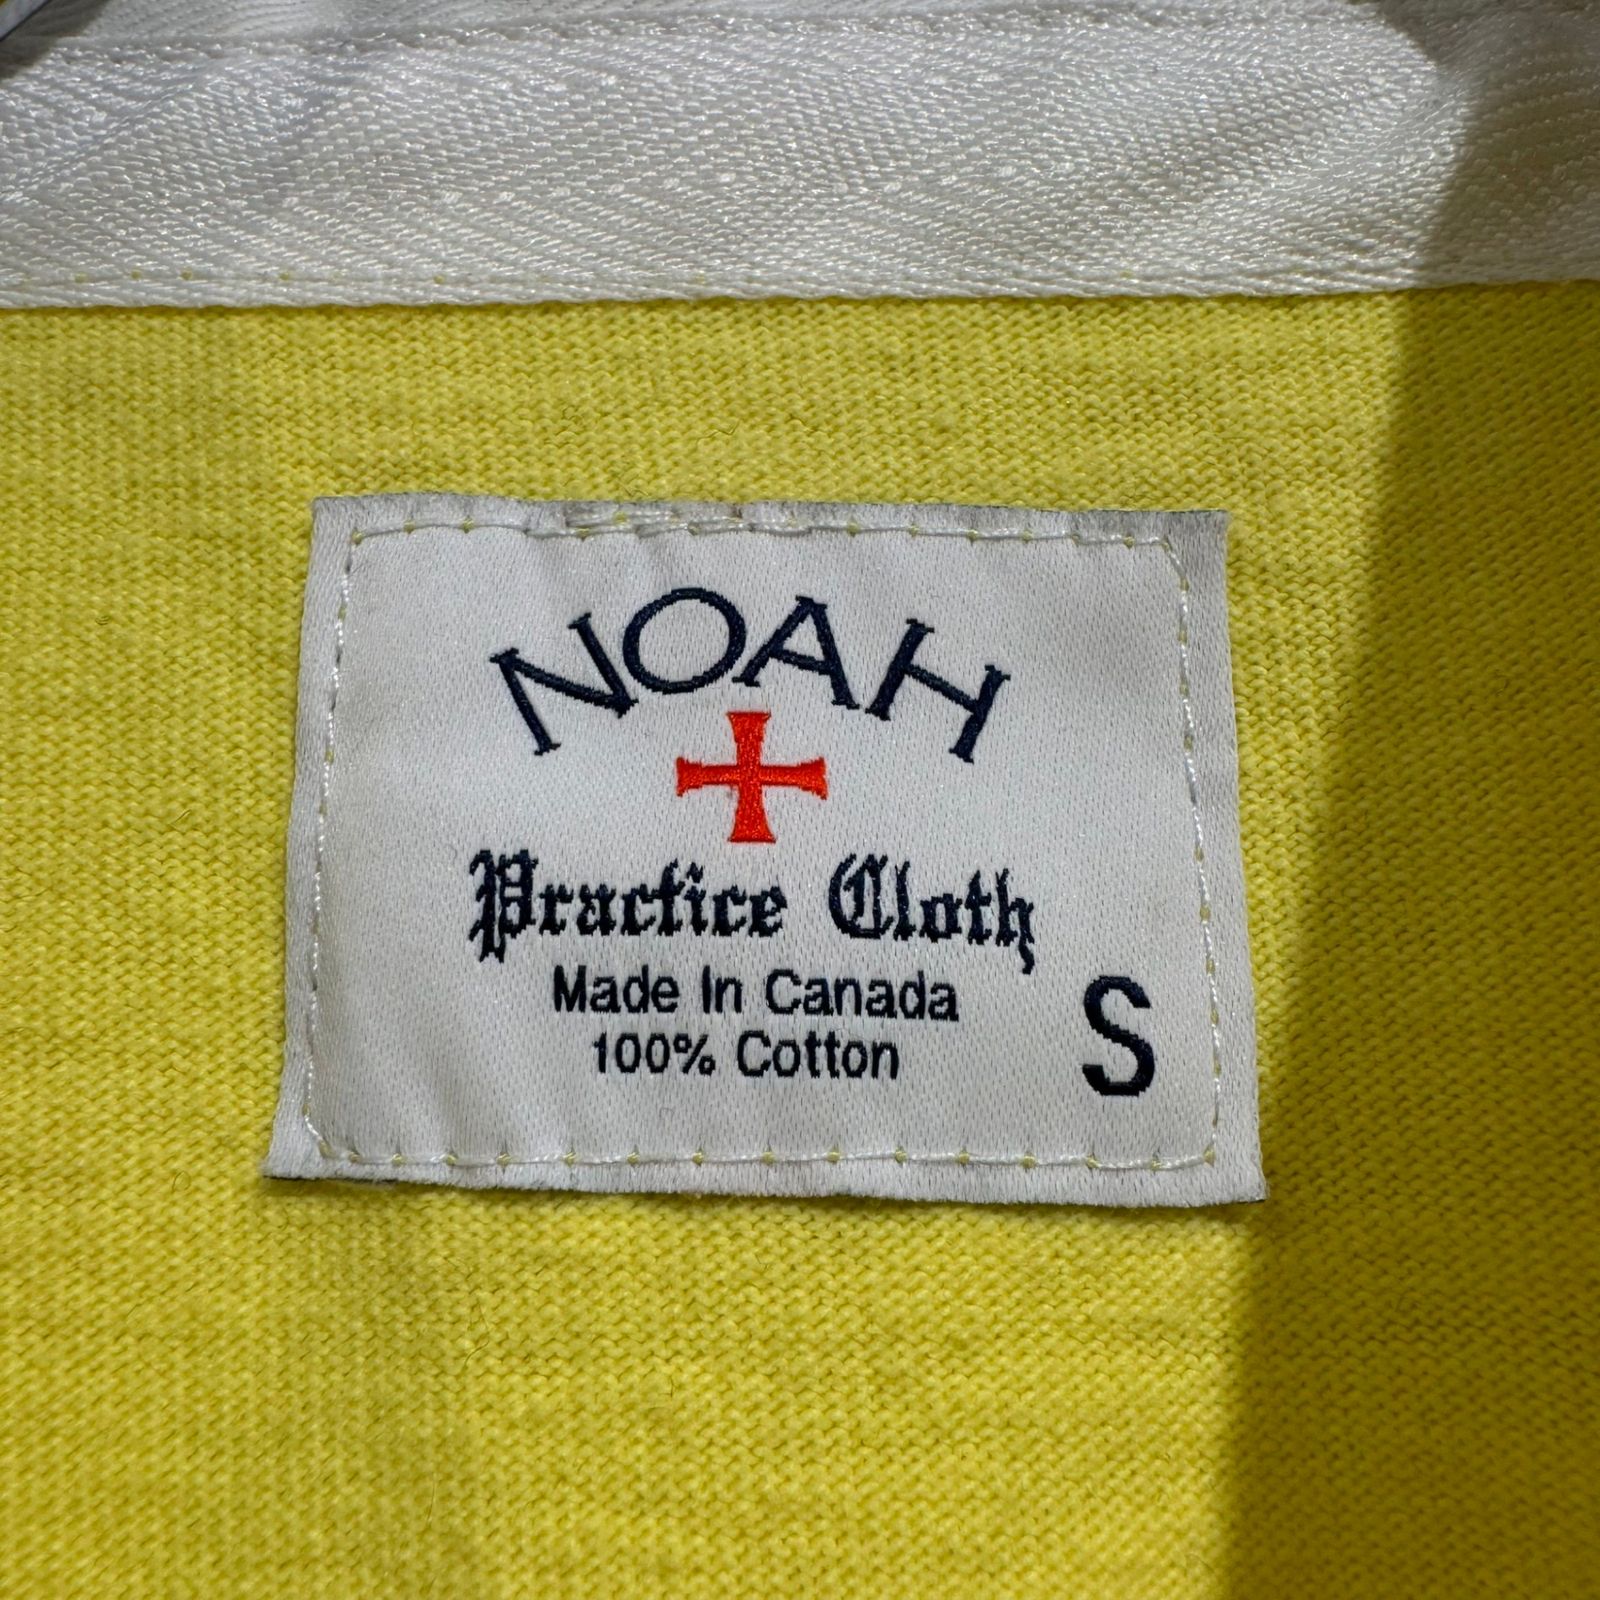 NOAH
Practice Cloth
Made In Canada
100% Cotton
S